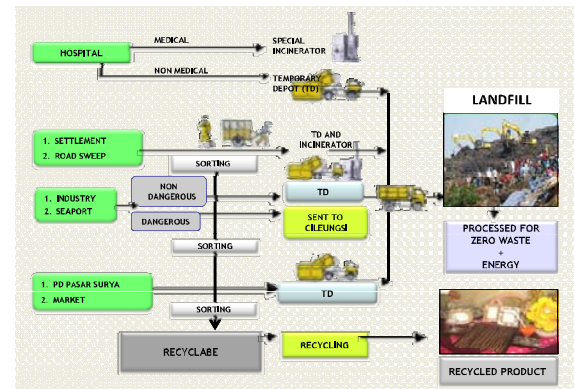 MEDICAL
SPECIAL
INCINERATOR
HOSPITAL
NON MEDICAL
TEMPORARY
DEPOT (TD)
LANDFILL
1. SETTLEMENT
2. ROAD SWEEP
TD AND
INCINERATOR
SORTING
1. INDUSTRY
2. SEAPORT
NON
DANGEROUS
DANGEROUS
TD
SENT TO
CILEUNGSI
PROCESSED FOR
ZERO WASTE
+
ENERGY
SORTING
1. PD PASAR SURYA
2. MARKET
TD
SORTING
RECYCLABE
RECYCLING
RECYCLED PRODUCT